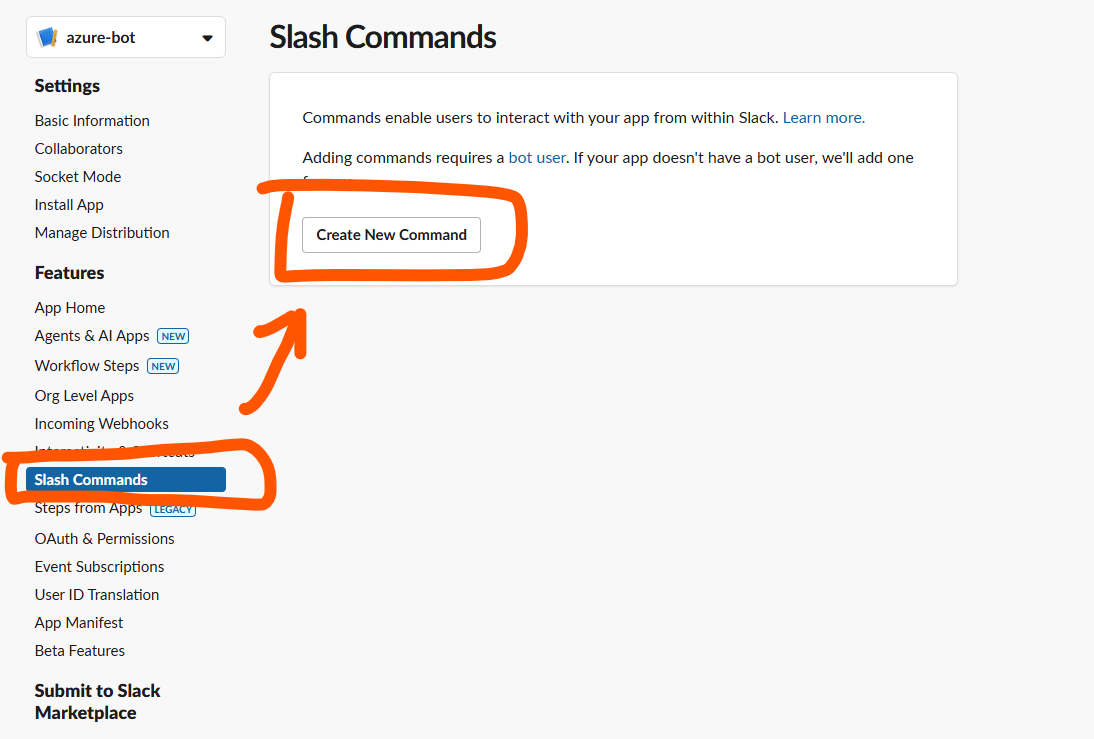 azure-bot
Slash Commands
Settings
Basic Information
Collaborators
Socket Mode
Install App
Manage Distribution
Features
App Home
Agents & AI Apps NEW
Workflow Steps NEW
Org Level Apps
Incoming Webhooks
Interactivity & Shortcuts
Slash Commands
Steps from Apps LEGACY
OAuth & Permissions
Event Subscriptions
User ID Translation
App Manifest
Beta Features
Submit to Slack
Marketplace
Commands enable users to interact with your app from within Slack. Learn more.
Adding commands requires a bot user. If your app doesn't have a bot user, we'll add one
Create New Command